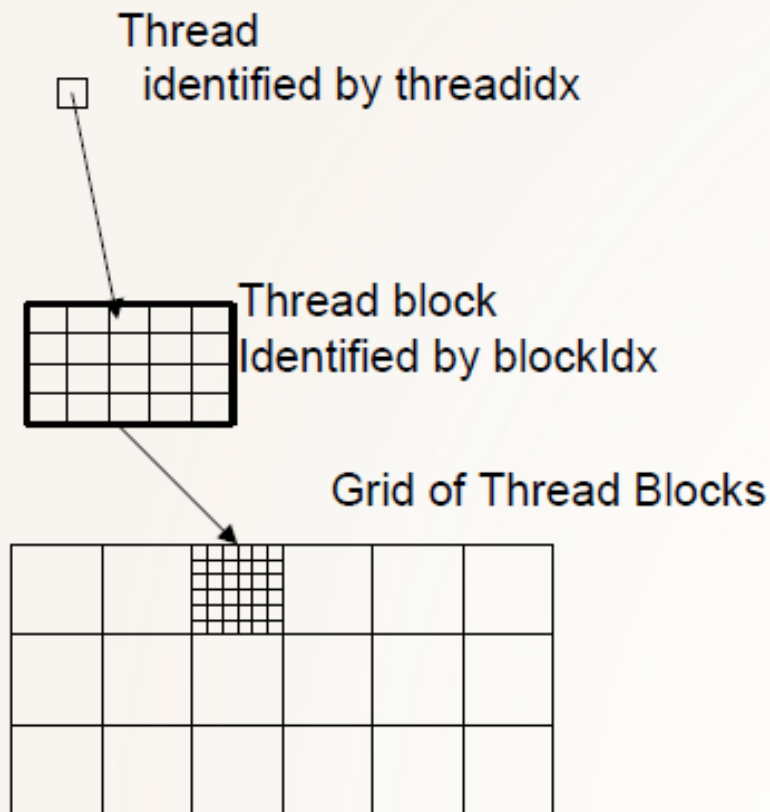 Thread
identified by threadidx
Thread block
Identified by blockIdx
Grid of Thread Blocks